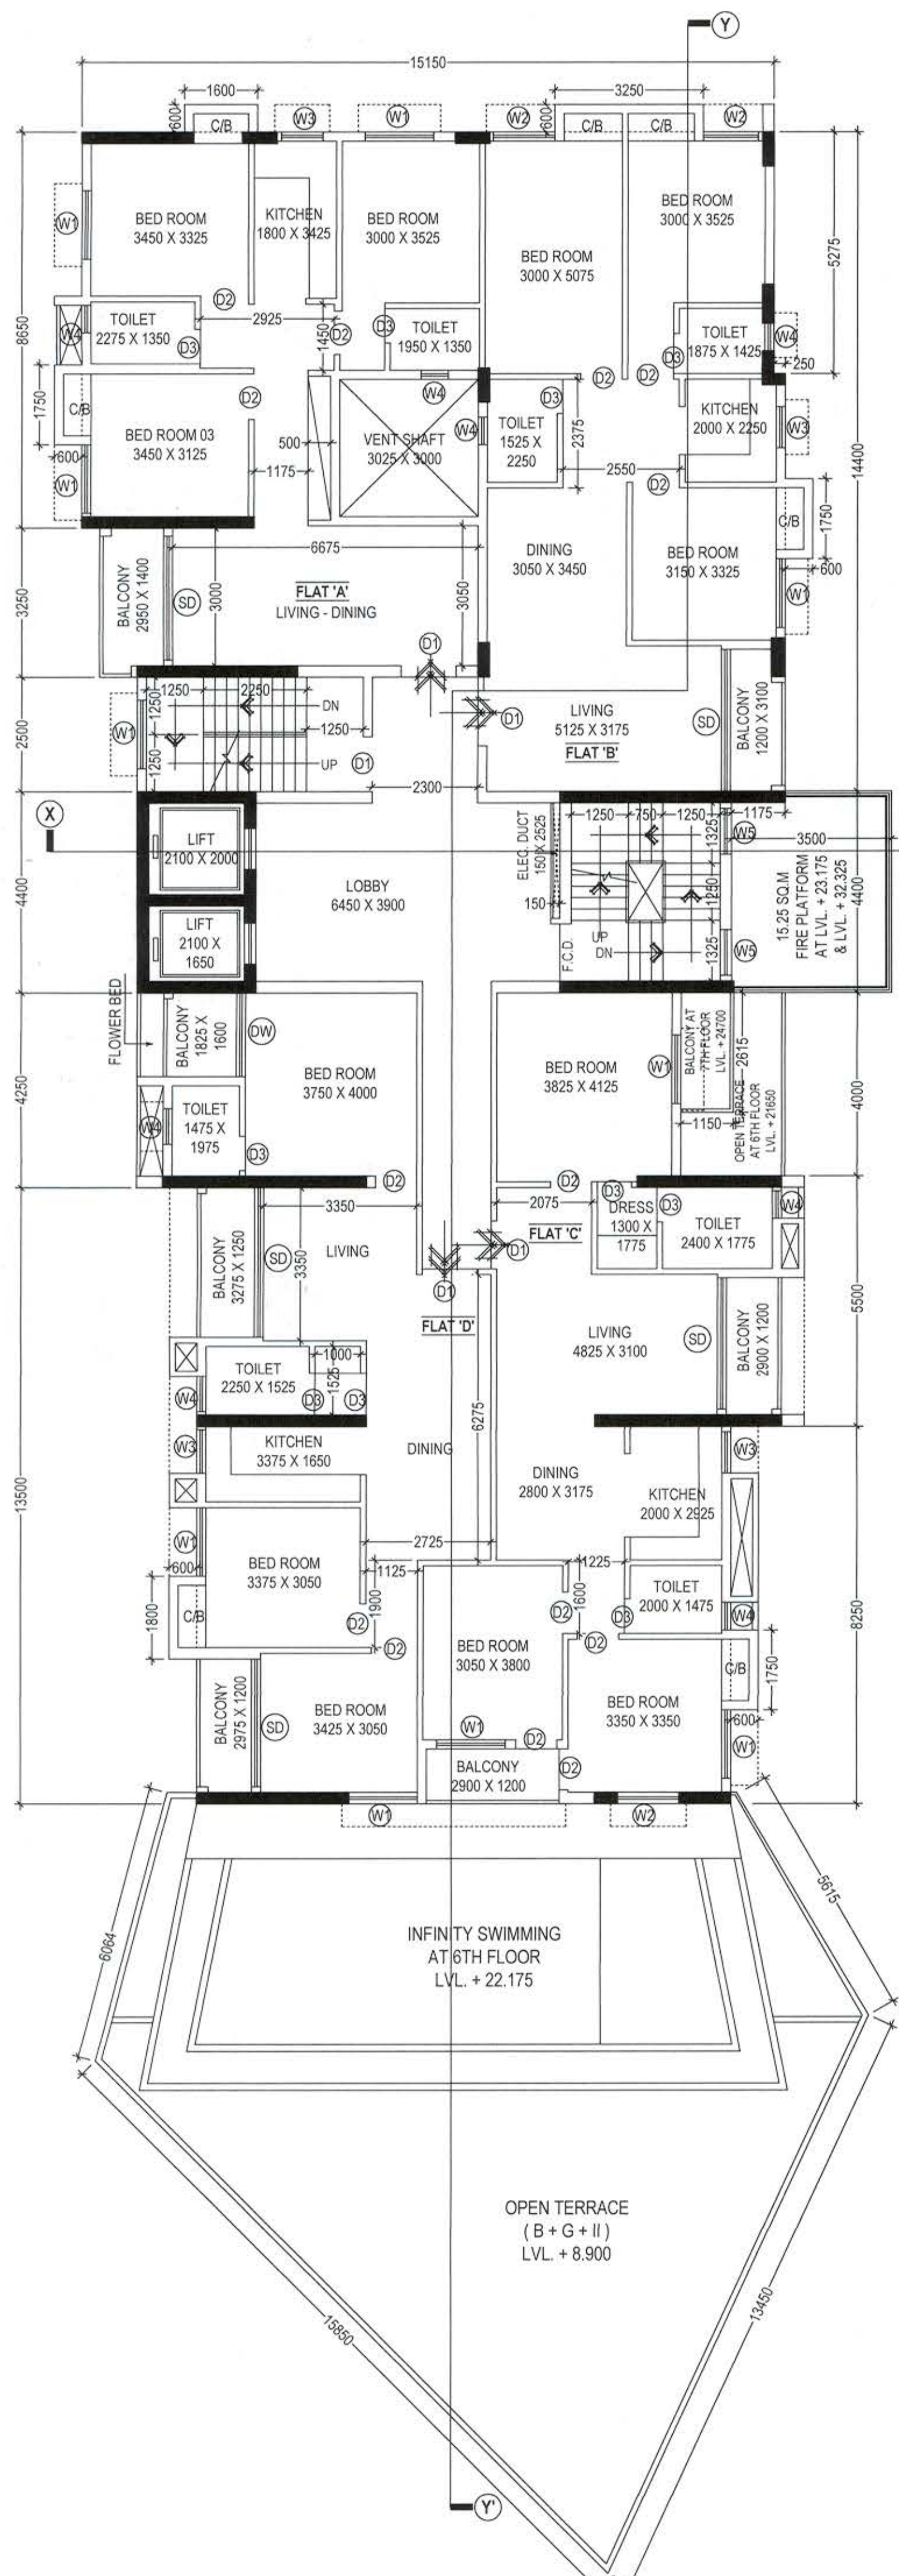 Y
15150
1600
3250
600
C/B
W3
W1
W2
600
C/B
C/B
W2
BED ROOM
3450 X 3325
KITCHEN
1800 X 3425
BED ROOM
3000 X 3525
BED ROOM
3000 X 5075
BED ROOM
3000 X 3525
W1
5275
8650
14400
D2
2925
TOILET
2275 X 1350
W4
D3
1450
D2
D3
TOILET
1950 X 1350
TOILET
1875 X 1425
W4
D3
250
D2
D2
1750
C/B
D2
BED ROOM 03
3450 X 3125
600
W1
500
1175
W4
VENT SHAFT
3025 X 3000
W4
TOILET
1525 X
2250
D3
2375
KITCHEN
2000 X 2250
W3
2550
D2
C/B
1750
600
W1
DINING
3050 X 3450
BED ROOM
3150 X 3325
6675
3250
BALCONY
2950 X 1400
SD
3000
FLAT 'A'
LIVING - DINING
3050
D1
2500
W1
1250
2250
DN
1250
1250
1250
UP
D1
D1
LIVING
5125 X 3175
FLAT 'B'
SD
BALCONY
1200 X 3100
2300
X
LIFT
2100 X 2000
LOBBY
6450 X 3900
LIFT
2100 X
1650
4400
ELEC. DUCT
150 X 2525
150
F.C.D.
1250
750
1250
1325
1250
1325
UP
DN
W5
W5
1175
3500
15.25 SQ.M
FIRE PLATFORM
AT LVL. + 23.175
& LVL. + 32.325
4400
FLOWER BED
BALCONY
1825 X
1600
DW
BED ROOM
3750 X 4000
4250
TOILET
1475 X
1975
W4
D3
D2
BED ROOM
3825 X 4125
W1
BALCONY AT
7TH FLOOR
LVL. + 24700
2615
1150
OPEN TERRACE
AT 6TH FLOOR
LVL. + 21650
4000
D2
2075
D3
DRESS
1300 X
1775
D3
TOILET
2400 X 1775
W4
3350
BALCONY
3275 X 1250
SD
3350
LIVING
FLAT 'C'
D1
D1
FLAT 'D'
LIVING
4825 X 3100
SD
BALCONY
2900 X 1200
5500
TOILET
2250 X 1525
1000
1525
D3
D3
W4
6275
13500
W3
KITCHEN
3375 X 1650
DINING
DINING
2800 X 3175
KITCHEN
2000 X 2925
W3
W1
600
BED ROOM
3375 X 3050
2725
1125
1900
1225
1600
TOILET
2000 X 1475
W4
8250
1800
C/B
D2
D2
D2
D3
D2
BED ROOM
3050 X 3800
C/B
1750
600
W1
BALCONY
2975 X 1200
SD
BED ROOM
3425 X 3050
W1
D2
BED ROOM
3350 X 3350
BALCONY
2900 X 1200
D2
W1
W2
6064
5615
INFINITY SWIMMING
AT 6TH FLOOR
LVL. + 22.175
OPEN TERRACE
( B + G + II )
LVL. + 8.900
15850
13450
Y'